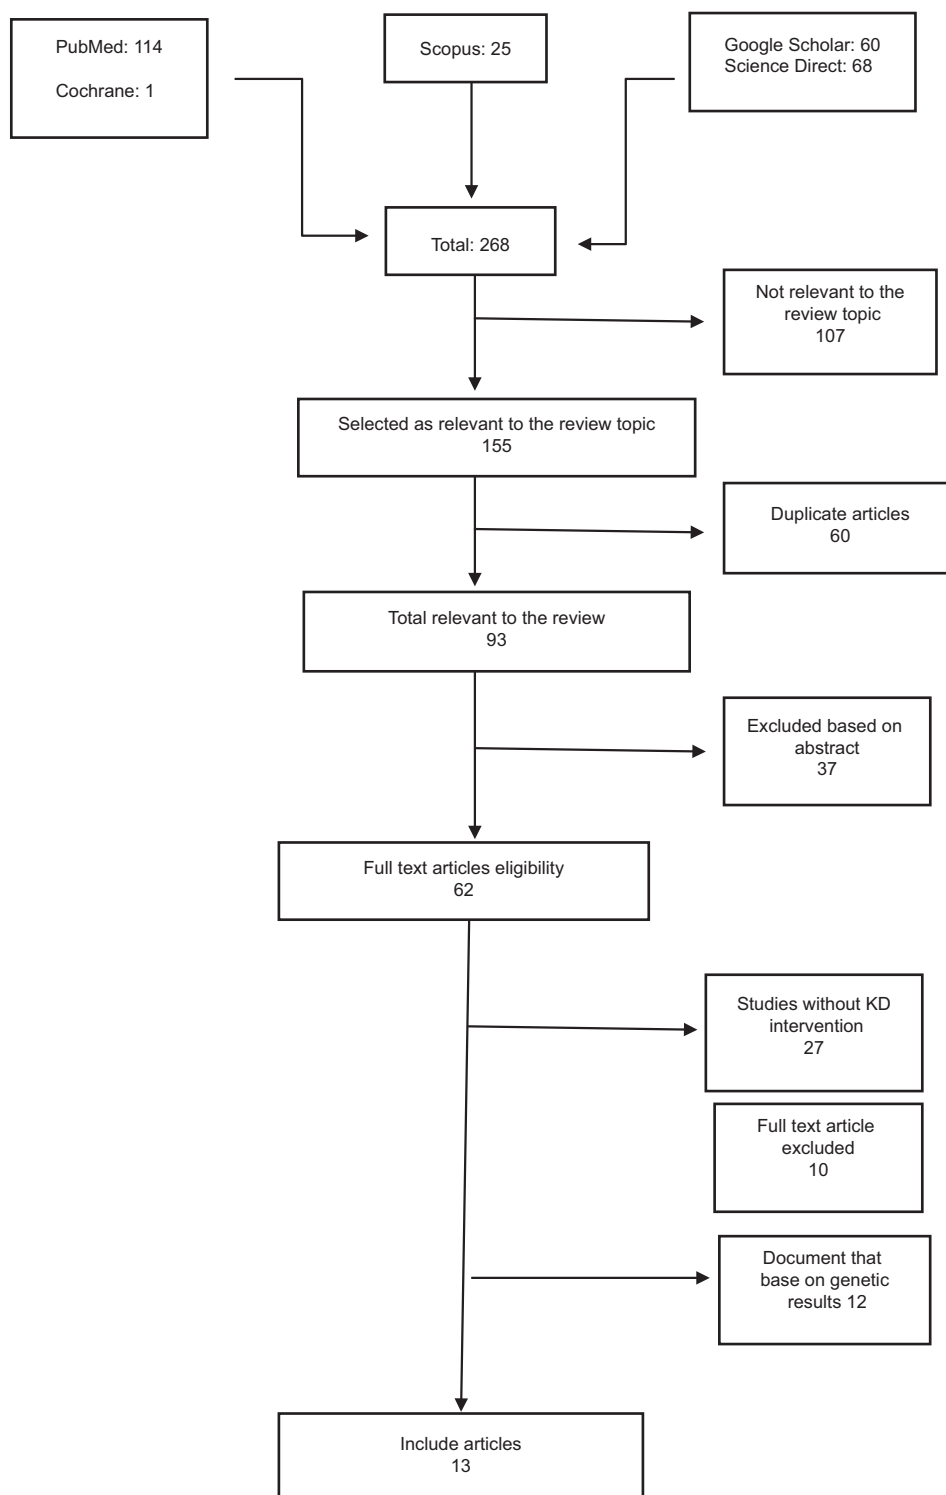 PubMed: 114
Cochrane: 1
Scopus: 25
Google Scholar: 60
Science Direct: 68
Total: 268
Not relevant to the
review topic
107
Selected as relevant to the review topic
155
Duplicate articles
60
Total relevant to the review
93
Excluded based on
abstract
37
Full text articles eligibility
62
Studies without KD
intervention
27
Full text article
excluded
10
Document that
base on genetic
results 12
Include articles
13